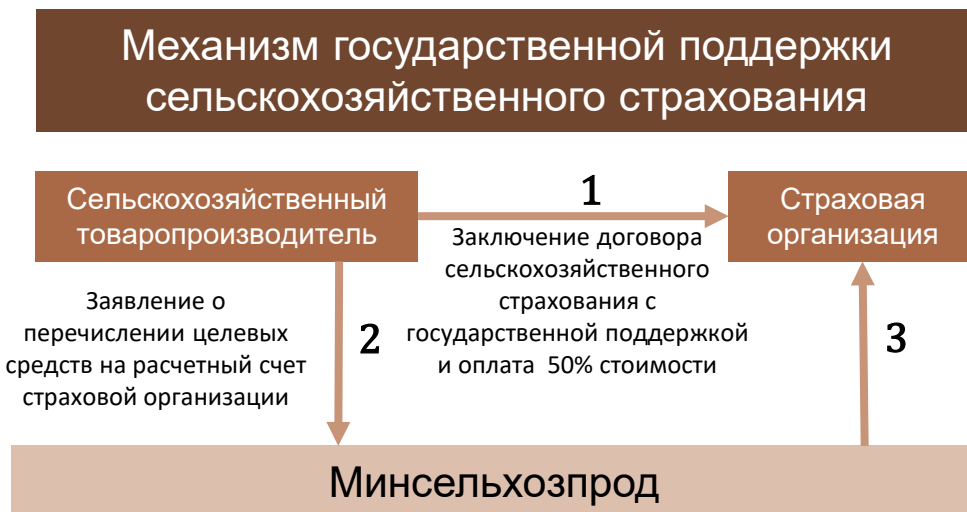 Механизм государственной поддержки
сельскохозяйственного страхования
Сельскохозяйственный
товаропроизводитель
1
Страховая
организация
Заключение договора
сельскохозяйственного
страхования с
государственной поддержкой
и оплата 50% стоимости
Заявление о
перечислении целевых
средств на расчетный счет
страховой организации
2
3
Минсельхозпрод